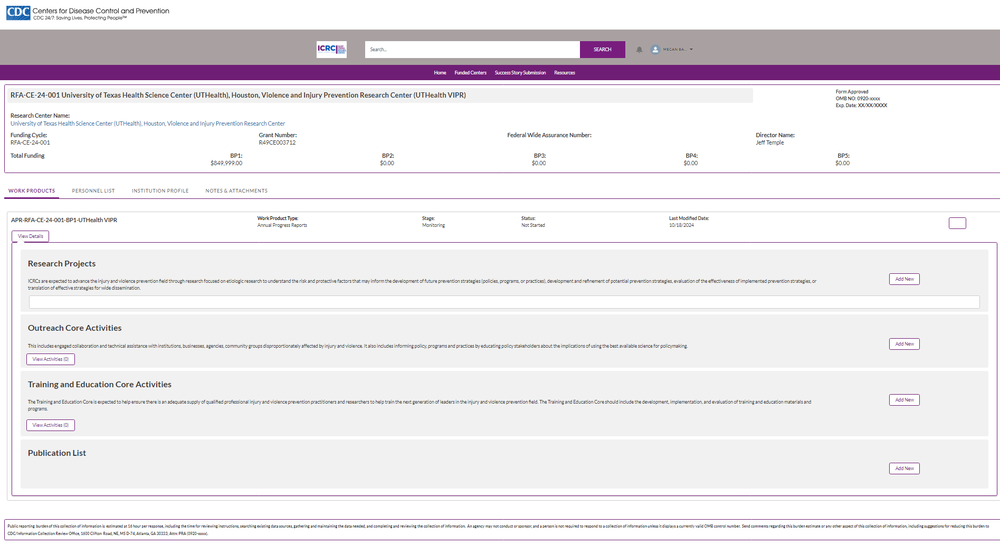 CDC Centers for Disease Control and Prevention
CDC 24/7: Saving Lives, Protecting People™
ICRC Search... SEARCH MEGAN BA...
Home Funded Centers Success Story Submission Resources
RFA-CE-24-001 University of Texas Health Science Center (UTHealth), Houston, Violence and Injury Prevention Research Center (UTHealth VIPR)
Form Approved
OMB NO: 0920-xxxx
Exp. Date: XX/XX/XXXX
Research Center Name:
University of Texas Health Science Center (UTHealth), Houston, Violence and Injury Prevention Research Center
Funding Cycle: Grant Number: Federal Wide Assurance Number: Director Name:
RFA-CE-24-001 R49CE003712 Jeff Temple
Total Funding BP1: BP2: BP3: BP4: BP5:
$849,999.00 $0.00 $0.00 $0.00 $0.00
WORK PRODUCTS PERSONNEL LIST INSTITUTION PROFILE NOTES & ATTACHMENTS
APR-RFA-CE-24-001-BP1-UTHealth VIPR Work Product Type: Stage: Status: Last Modified Date:
Annual Progress Reports Monitoring Not Started 10/18/2024
View Details
Research Projects
ICRCs are expected to advance the injury and violence prevention field through research focused on etiologic research to understand the risk and protective factors that may inform the development of future prevention strategies (policies, programs, or practices), development and refinement of potential prevention strategies, evaluation of the effectiveness of implemented prevention strategies, or
translation of effective strategies for wide dissemination.
Add New
Outreach Core Activities
This includes engaged collaboration and technical assistance with institutions, businesses, agencies, community groups disproportionately affected by injury and violence. It also includes informing policy, programs and practices by educating policy stakeholders about the implications of using the best available science for policymaking.
Add New
View Activities (0)
Training and Education Core Activities
The Training and Education Core is expected to help ensure there is an adequate supply of qualified professional injury and violence prevention practitioners and researchers to help train the next generation of leaders in the injury and violence prevention field. The Training and Education Core should include the development, implementation, and evaluation of training and education materials and
programs.
Add New
View Activities (0)
Publication List
Add New
Public reporting burden of this collection of information is estimated at 16 hour per response, including the time for reviewing instructions, searching existing data sources, gathering and maintaining the data needed, and completing and reviewing the collection of information. An agency may not conduct or sponsor, and a person is not required to respond to a collection of information unless it displays a currently valid OMB control number. Send comments regarding this burden estimate or any other aspect of this collection of information, including suggestions for reducing this burden to
CDC/Information Collection Review Office, 1600 Clifton Road, NE, MS D-74, Atlanta, GA 30333; Attn: PRA (0920-xxxx).